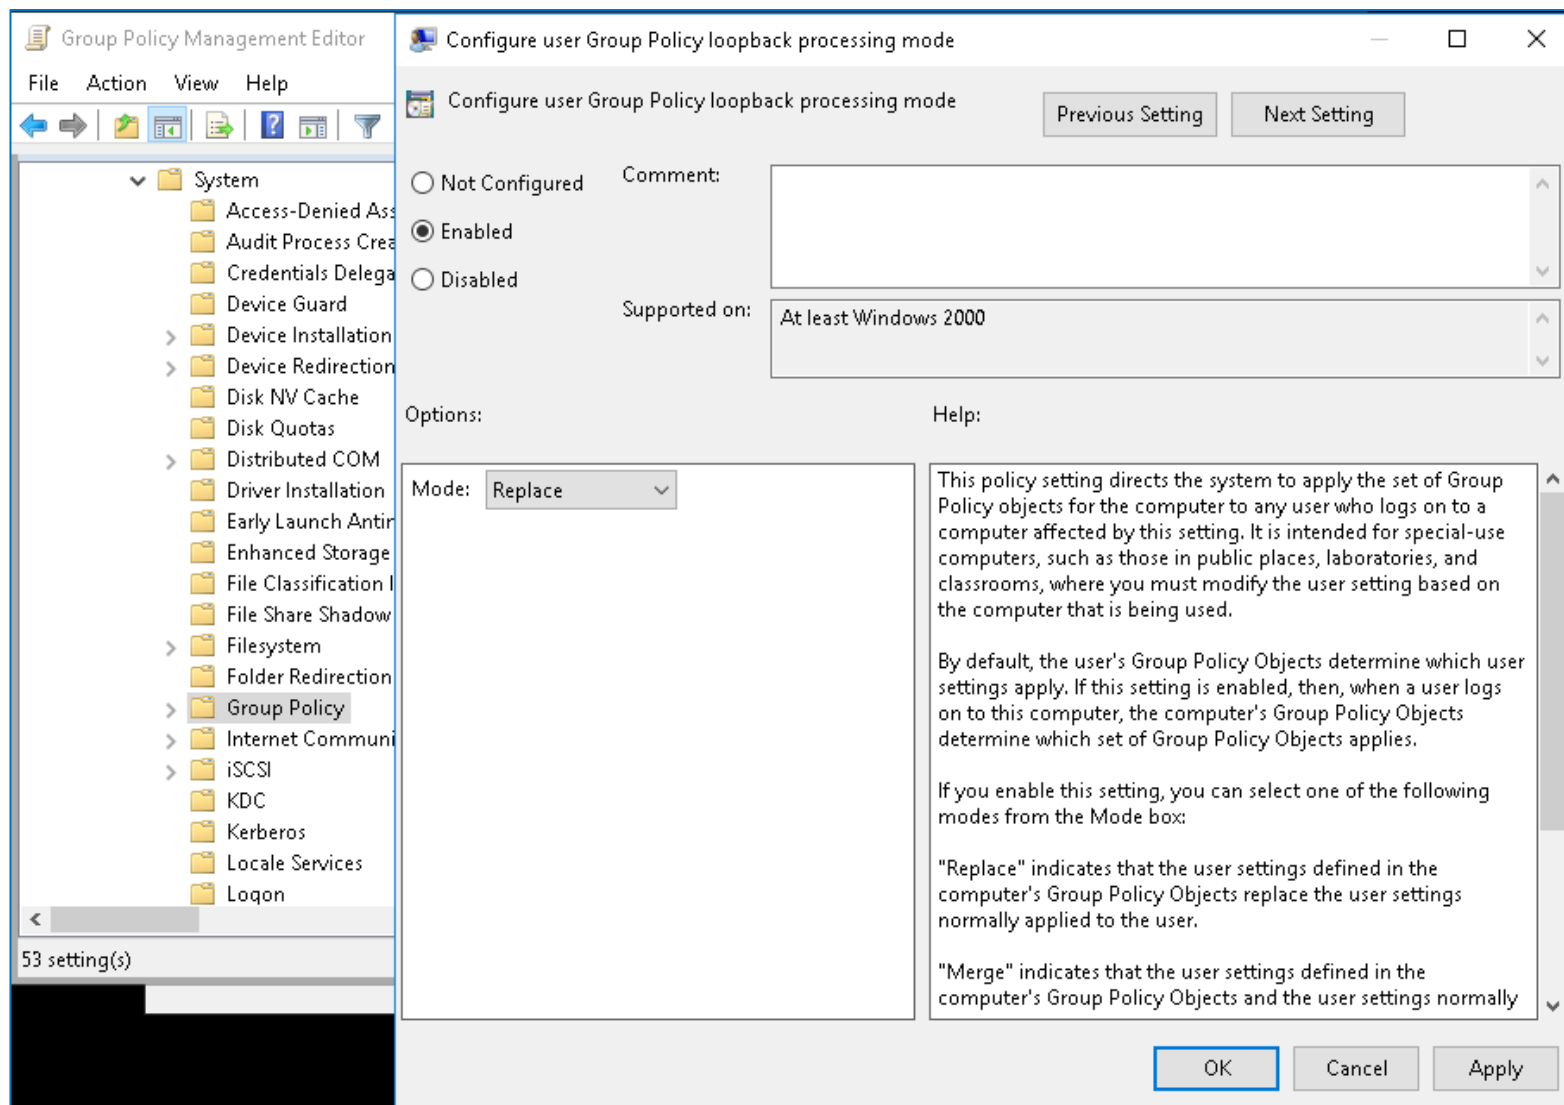 Group Policy Management Editor
File Action View Help
System
Access-Denied Ass
Audit Process Crea
Credentials Delega
Device Guard
Device Installation
Device Redirection
Disk NV Cache
Disk Quotas
Distributed COM
Driver Installation
Early Launch Antir
Enhanced Storage
File Classification I
File Share Shadow
Filesystem
Folder Redirection
Group Policy
Internet Communi
iSCSI
KDC
Kerberos
Locale Services
Logon
53 setting(s)
Configure user Group Policy loopback processing mode
Configure user Group Policy loopback processing mode
Previous Setting
Next Setting
Not Configured
Enabled
Disabled
Comment:
Supported on:
At least Windows 2000
Options:
Help:
Mode: Replace
This policy setting directs the system to apply the set of Group
Policy objects for the computer to any user who logs on to a
computer affected by this setting. It is intended for special-use
computers, such as those in public places, laboratories, and
classrooms, where you must modify the user setting based on
the computer that is being used.
By default, the user's Group Policy Objects determine which user
settings apply. If this setting is enabled, then, when a user logs
on to this computer, the computer's Group Policy Objects
determine which set of Group Policy Objects applies.
If you enable this setting, you can select one of the following
modes from the Mode box:
"Replace" indicates that the user settings defined in the
computer's Group Policy Objects replace the user settings
normally applied to the user.
"Merge" indicates that the user settings defined in the
computer's Group Policy Objects and the user settings normally
OK
Cancel
Apply